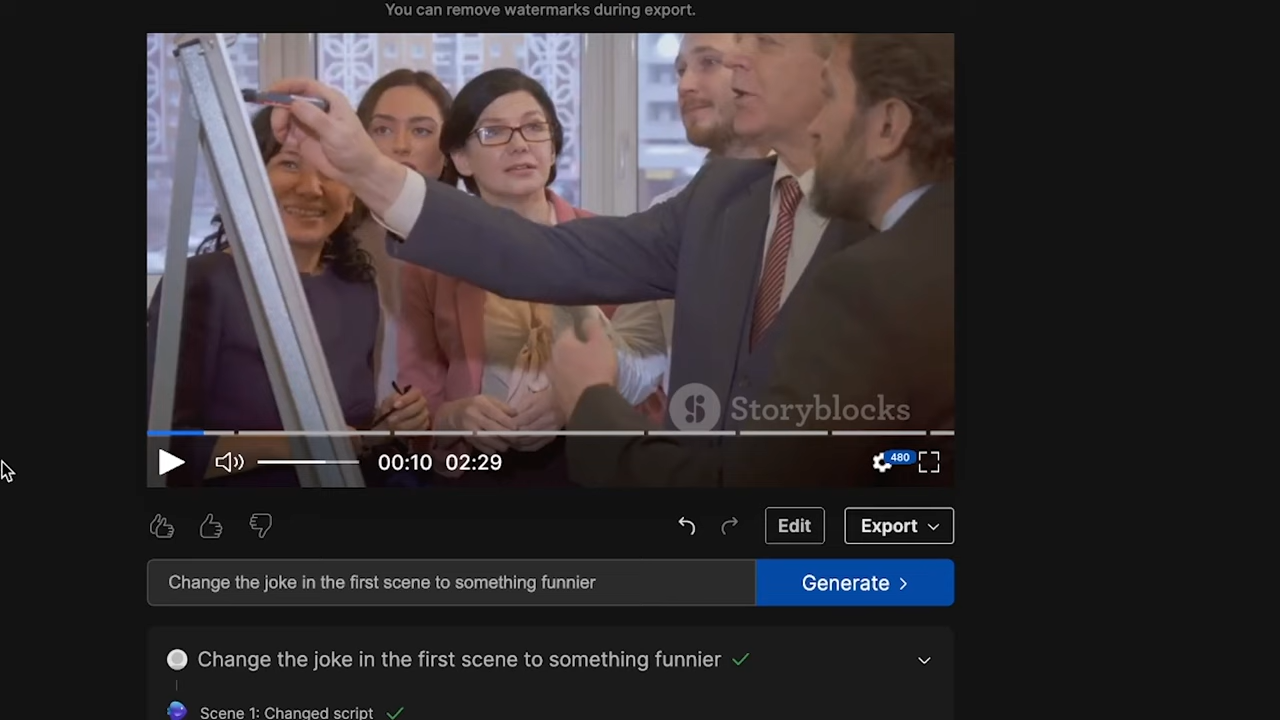 You can remove watermarks during export.
Storyblocks
00:10 02:29
480
Edit
Export
Change the joke in the first scene to something funnier
Generate
Change the joke in the first scene to something funnier
Scene 1: Changed script